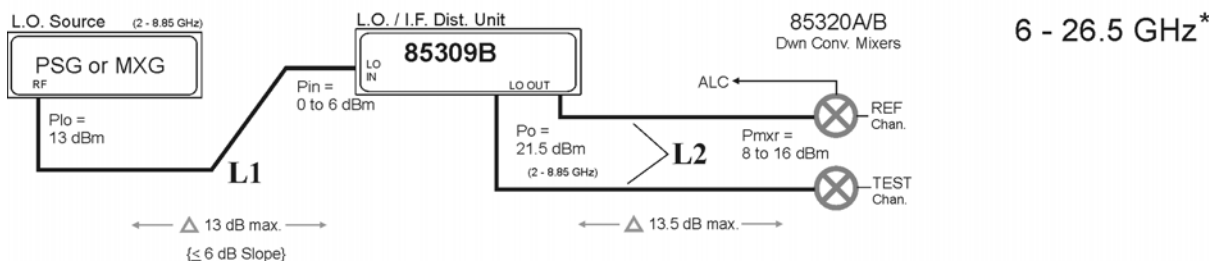 L.O. Source (2 - 8.85 GHz)
L.O. / I.F. Dist. Unit
85320A/B
Dwn Conv. Mixers
6 - 26.5 GHz*
PSG or MXG
RF
LO
IN
85309B
LO OUT
ALC
REF
Chan.
Plo =
13 dBm
Pin =
0 to 6 dBm
L1
Po =
21.5 dBm
(2 - 8.85 GHz)
L2
Pmxr =
8 to 16 dBm
TEST
Chan.
△ 13 dB max.
{≤ 6 dB Slope}
△ 13.5 dB max.